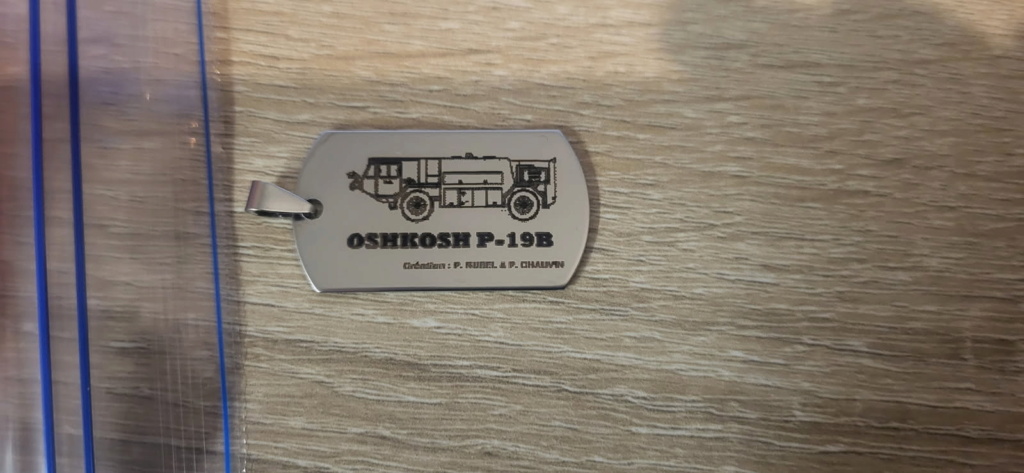 OSHKOSH P-19B
Création : P. RUBEL & P. CHAUVIN